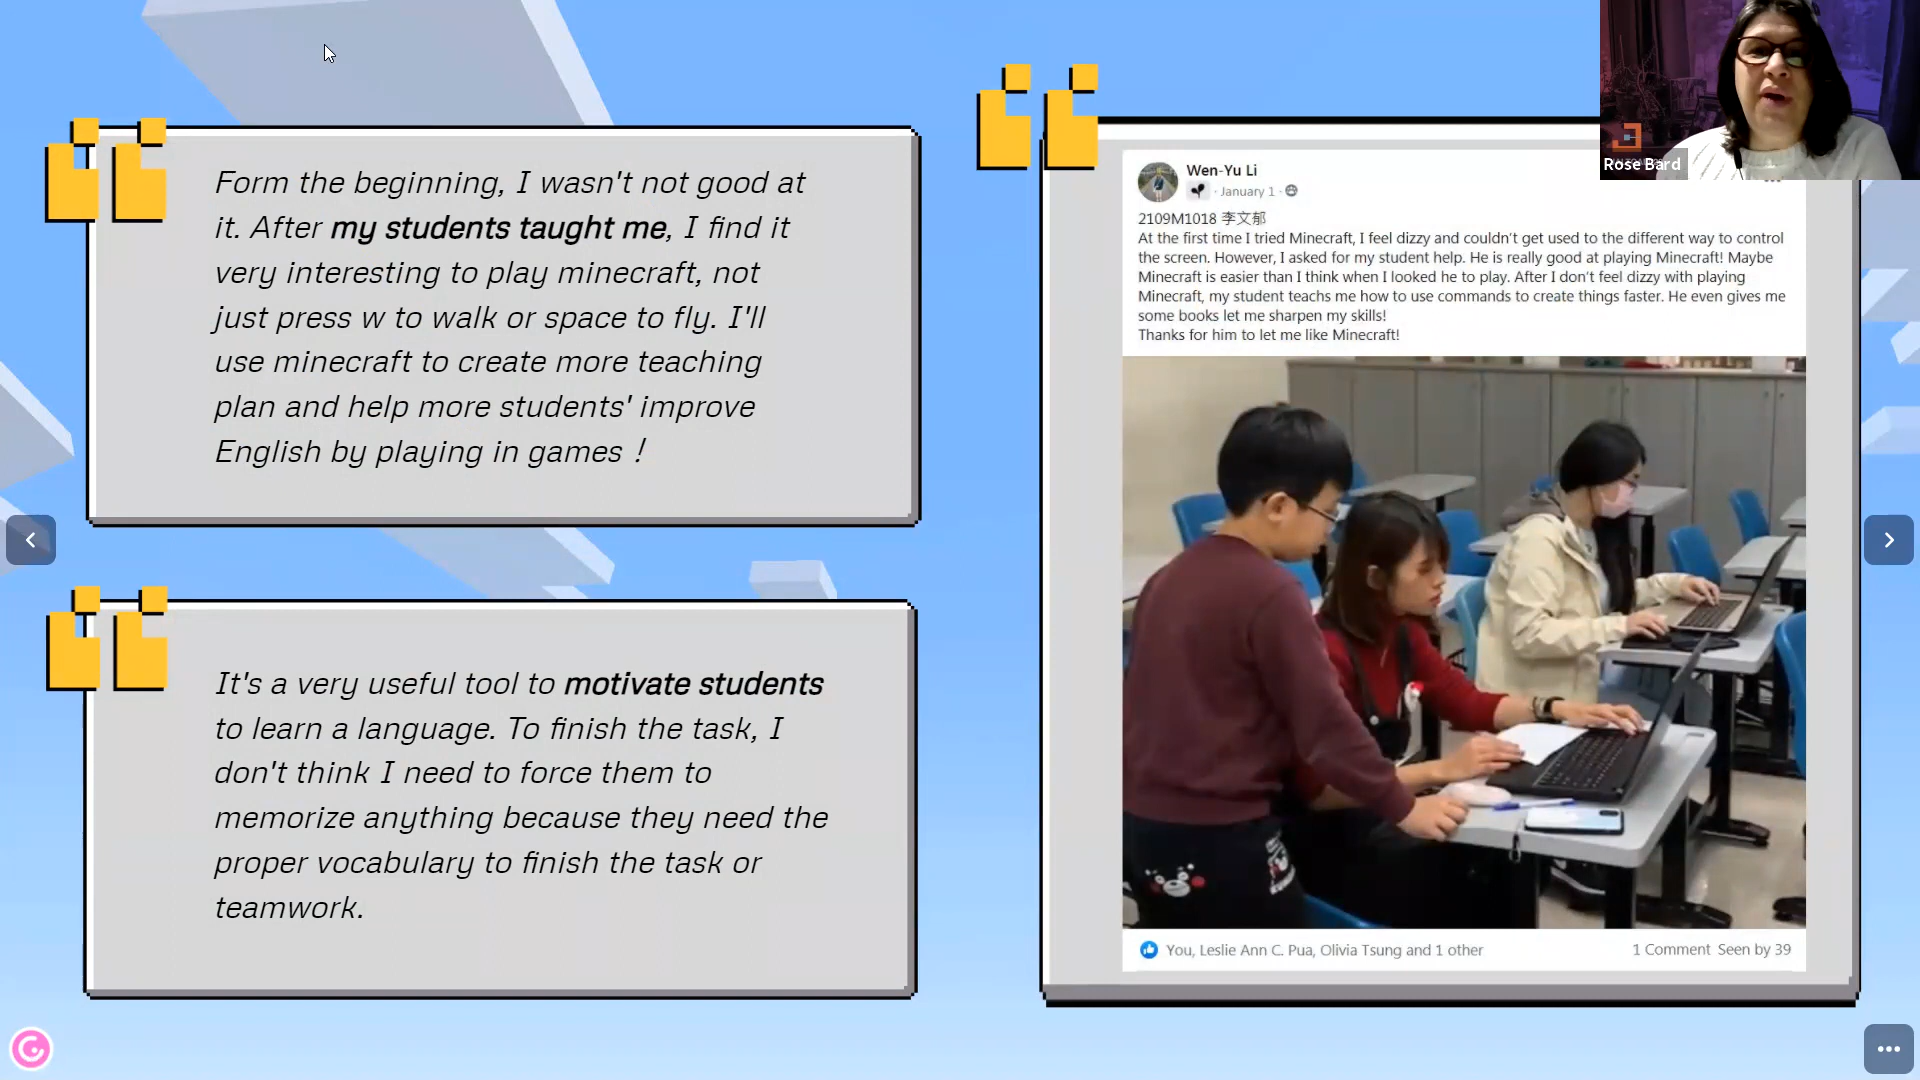 Form the beginning, I wasn't not good at
it. After my students taught me, I find it
very interesting to play minecraft, not
just press w to walk or space to fly. I'll
use minecraft to create more teaching
plan and help more students' improve
English by playing in games !
It's a very useful tool to motivate students
to learn a language. To finish the task, I
don't think I need to force them to
memorize anything because they need the
proper vocabulary to finish the task or
teamwork.
Wen-Yu Li
· January 1 ·
2109M1018 李文郁
At the first time I tried Minecraft, I feel dizzy and couldn't get used to the different way to control
the screen. However, I asked for my student help. He is really good at playing Minecraft! Maybe
Minecraft is easier than I think when I looked he to play. After I don't feel dizzy with playing
Minecraft, my student teachs me how to use commands to create things faster. He even gives me
some books let me sharpen my skills!
Thanks for him to let me like Minecraft!
You, Leslie Ann C. Pua, Olivia Tsung and 1 other
1 Comment Seen by 39
Rose Bard